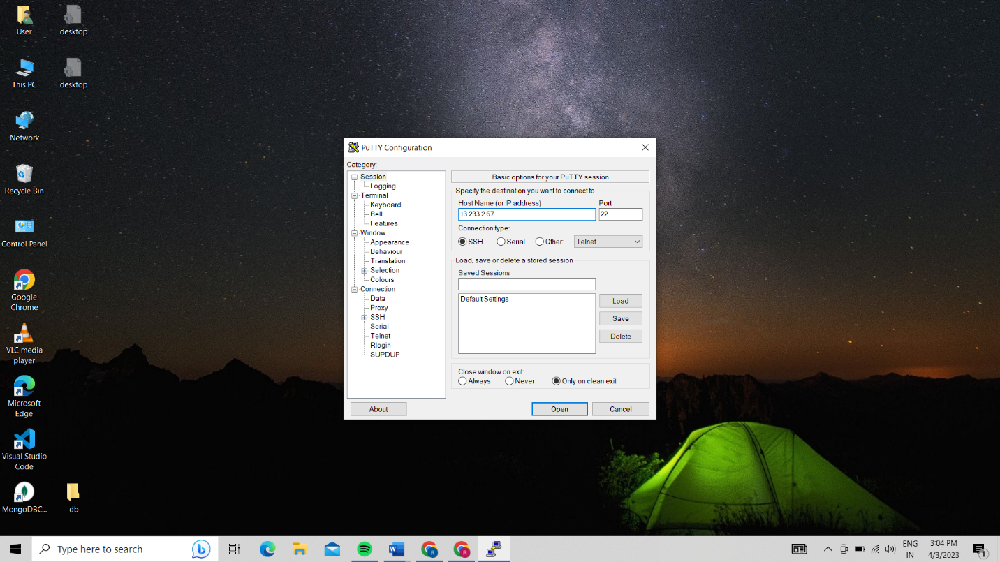 User
desktop
This PC
desktop
Network
Recycle Bin
Control Panel
Google
Chrome
VLC media
player
Microsoft
Edge
Visual Studio
Code
MongoDBC...
db
PuTTY Configuration
Category:
Session
Logging
Terminal
Keyboard
Bell
Features
Window
Appearance
Behaviour
Translation
Selection
Colours
Connection
Data
Proxy
SSH
Serial
Telnet
Rlogin
SUPDUP
Basic options for your PuTTY session
Specify the destination you want to connect to
Host Name (or IP address) Port
13.233.2.67 22
Connection type:
SSH Serial Other: Telnet
Load, save or delete a stored session
Saved Sessions
Default Settings
Load
Save
Delete
Close window on exit:
Always Never Only on clean exit
About Open Cancel
Type here to search
ENG
IN
3:04 PM
4/3/2023
1